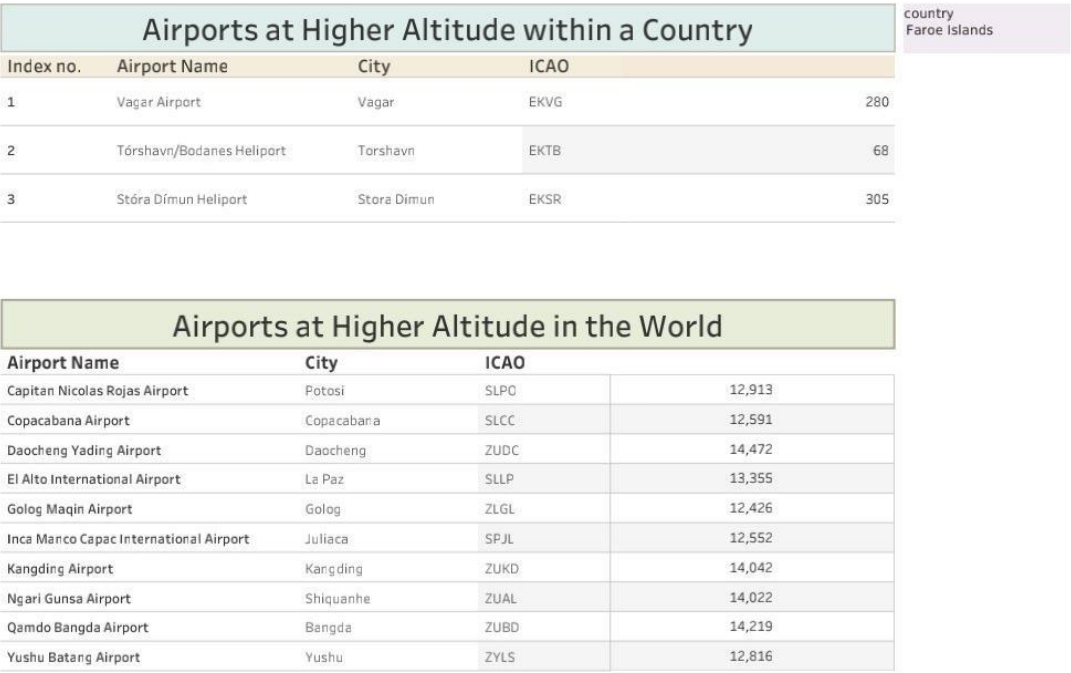 Airports at Higher Altitude within a Country
country
Faroe Islands
Index no. Airport Name City ICAO
1 Vagar Airport Vagar EKVG 280
2 Tórshavn/Bodanes Heliport Torshavn EKTB 68
3 Stóra Dímun Heliport Stora Dimun EKSR 305
Airports at Higher Altitude in the World
Airport Name City ICAO
Capitan Nicolas Rojas Airport Potosi SLPO 12,913
Copacabana Airport Copacabana SLCC 12,591
Daocheng Yading Airport Daocheng ZUDC 14,472
El Alto International Airport La Paz SLLP 13,355
Golog Maqin Airport Golog ZLGL 12,426
Inca Manco Capac International Airport Juliaca SPJL 12,552
Kangding Airport Kangding ZUKD 14,042
Ngari Gunsa Airport Shiquanhe ZUAL 14,022
Qamdo Bangda Airport Bangda ZUBD 14,219
Yushu Batang Airport Yushu ZYLS 12,816